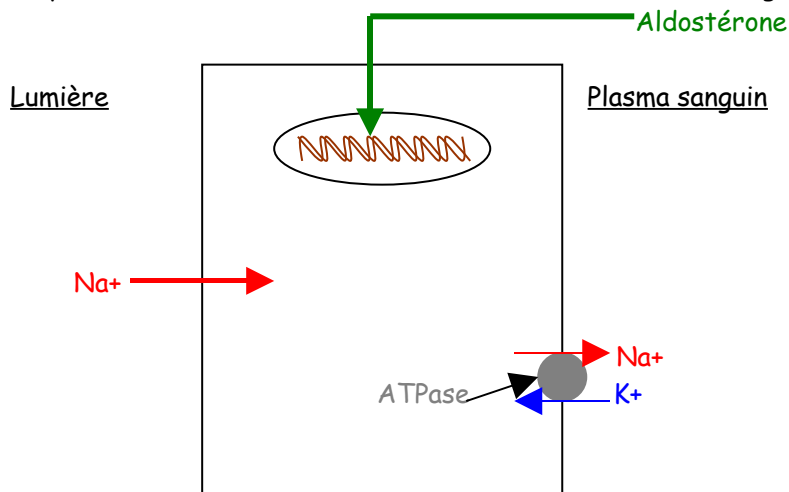 Aldostérone
Lumière
Plasma sanguin
Na+
Na+
ATPase
K+